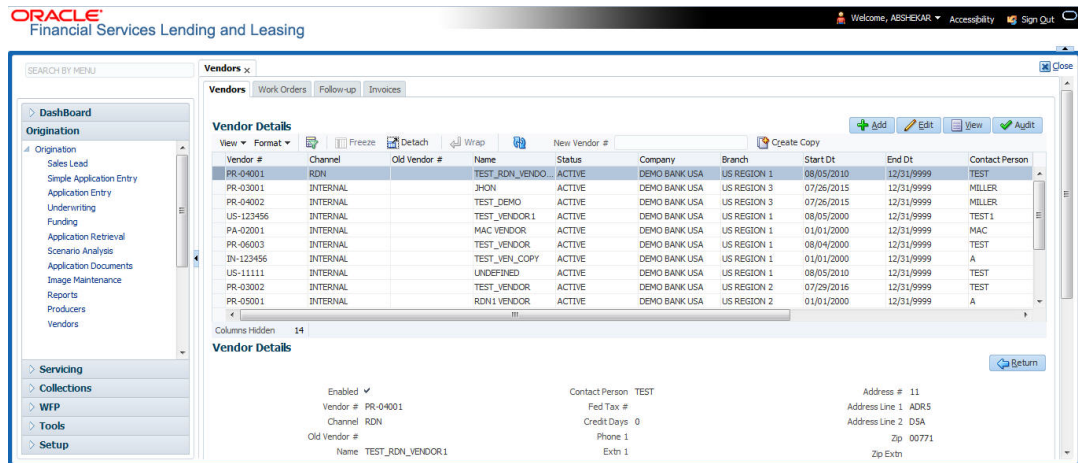 ORACLE
Financial Services Lending and Leasing
Welcome, ABSHEKAR Accessibility Sign Out
SEARCH BY MENU
Vendors x
Close
Vendors Work Orders Follow-up Invoices
DashBoard
Origination
Origination
Sales Lead
Simple Application Entry
Application Entry
Underwriting
Funding
Application Retrieval
Scenario Analysis
Application Documents
Image Maintenance
Reports
Producers
Vendors
Servicing
Collections
WFP
Tools
Setup
Vendor Details
Add Edit View Audit
View Format Freeze Detach Wrap New Vendor # Create Copy
Vendor # Channel Old Vendor # Name Status Company Branch Start Dt End Dt Contact Person
PR-04001 RDN TEST_RDN_VENDO... ACTIVE DEMO BANK USA US REGION 1 08/05/2010 12/31/9999 TEST
PR-03001 INTERNAL JHON ACTIVE DEMO BANK USA US REGION 3 07/26/2015 12/31/9999 MILLER
PR-04002 INTERNAL TEST_DEMO ACTIVE DEMO BANK USA US REGION 3 07/26/2015 12/31/9999 MILLER
US-123456 INTERNAL TEST_VENDOR1 ACTIVE DEMO BANK USA US REGION 1 08/05/2000 12/31/9999 TEST1
PA-02001 INTERNAL MAC VENDOR ACTIVE DEMO BANK USA US REGION 1 01/01/2000 12/31/9999 MAC
PR-06003 INTERNAL TEST_VENDOR ACTIVE DEMO BANK USA US REGION 1 08/04/2000 12/31/9999 TEST
IN-123456 INTERNAL TEST_VEN_COPY ACTIVE DEMO BANK USA US REGION 1 01/01/2000 12/31/9999 A
US-11111 INTERNAL UNDEFINED ACTIVE DEMO BANK USA US REGION 1 08/05/2010 12/31/9999 TEST
PR-03002 INTERNAL TEST_VENDOR ACTIVE DEMO BANK USA US REGION 2 07/29/2016 12/31/9999 TEST
PR-05001 INTERNAL RDN1 VENDOR ACTIVE DEMO BANK USA US REGION 2 01/01/2000 12/31/9999 A
Columns Hidden 14
Vendor Details
Return
Enabled Contact Person TEST Address # 11
Vendor # PR-04001 Fed Tax # Address Line 1 ADR5
Channel RDN Credit Days 0 Address Line 2 D5A
Old Vendor # Phone 1 Zip 00771
Name TEST_RDN_VENDOR1 Extn 1 Zip Extn